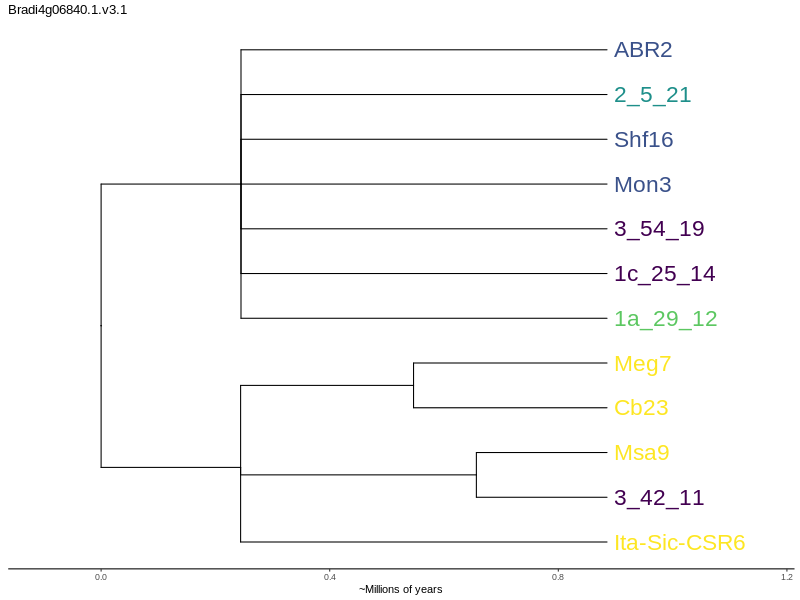 Bradi4g06840.1.v3.1
ABR2
2_5_21
Shf16
Mon3
3_54_19
1c_25_14
1a_29_12
Meg7
Cb23
Msa9
3_42_11
Ita-Sic-CSR6
0.0 0.4 0.8 1.2
~Millions of years